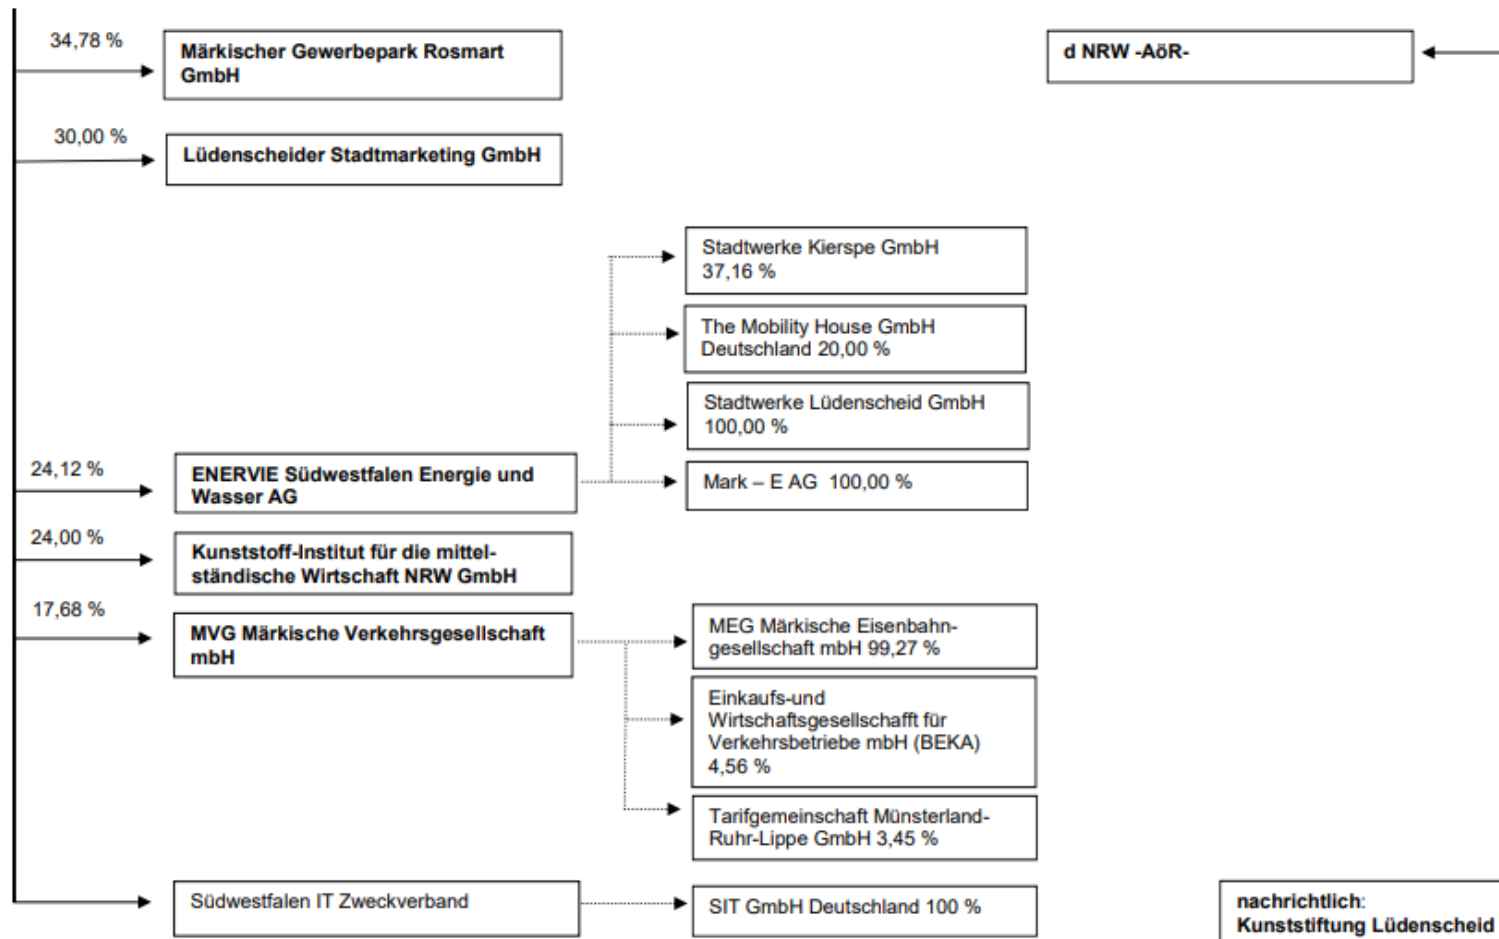 34,78 %
Märkischer Gewerbepark Rosmart
GmbH
d NRW -AöR-
30,00 %
Lüdenscheider Stadtmarketing GmbH
Stadtwerke Kierspe GmbH
37,16 %
The Mobility House GmbH
Deutschland 20,00 %
Stadtwerke Lüdenscheid GmbH
100,00 %
24,12 %
ENERVIE Südwestfalen Energie und
Wasser AG
Mark – E AG 100,00 %
24,00 %
Kunststoff-Institut für die mittel-
ständische Wirtschaft NRW GmbH
17,68 %
MVG Märkische Verkehrsgesellschaft
mbH
MEG Märkische Eisenbahn-
gesellschaft mbH 99,27 %
Einkaufs-und
Wirtschaftsgesellschafft für
Verkehrsbetriebe mbH (BEKA)
4,56 %
Tarifgemeinschaft Münsterland-
Ruhr-Lippe GmbH 3,45 %
Südwestfalen IT Zweckverband
SIT GmbH Deutschland 100 %
nachrichtlich:
Kunststiftung Lüdenscheid